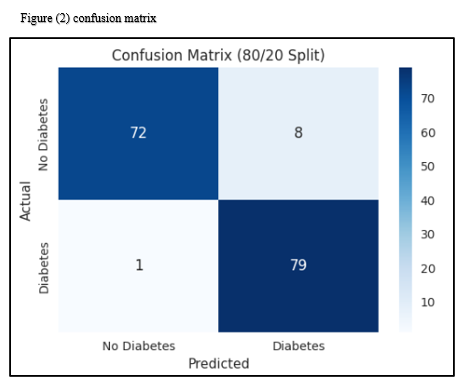 Figure (2) confusion matrix
Confusion Matrix (80/20 Split)
No Diabetes
72
8
70
60
50
40
30
20
10
Actual
Diabetes
1
79
No Diabetes
Diabetes
Predicted